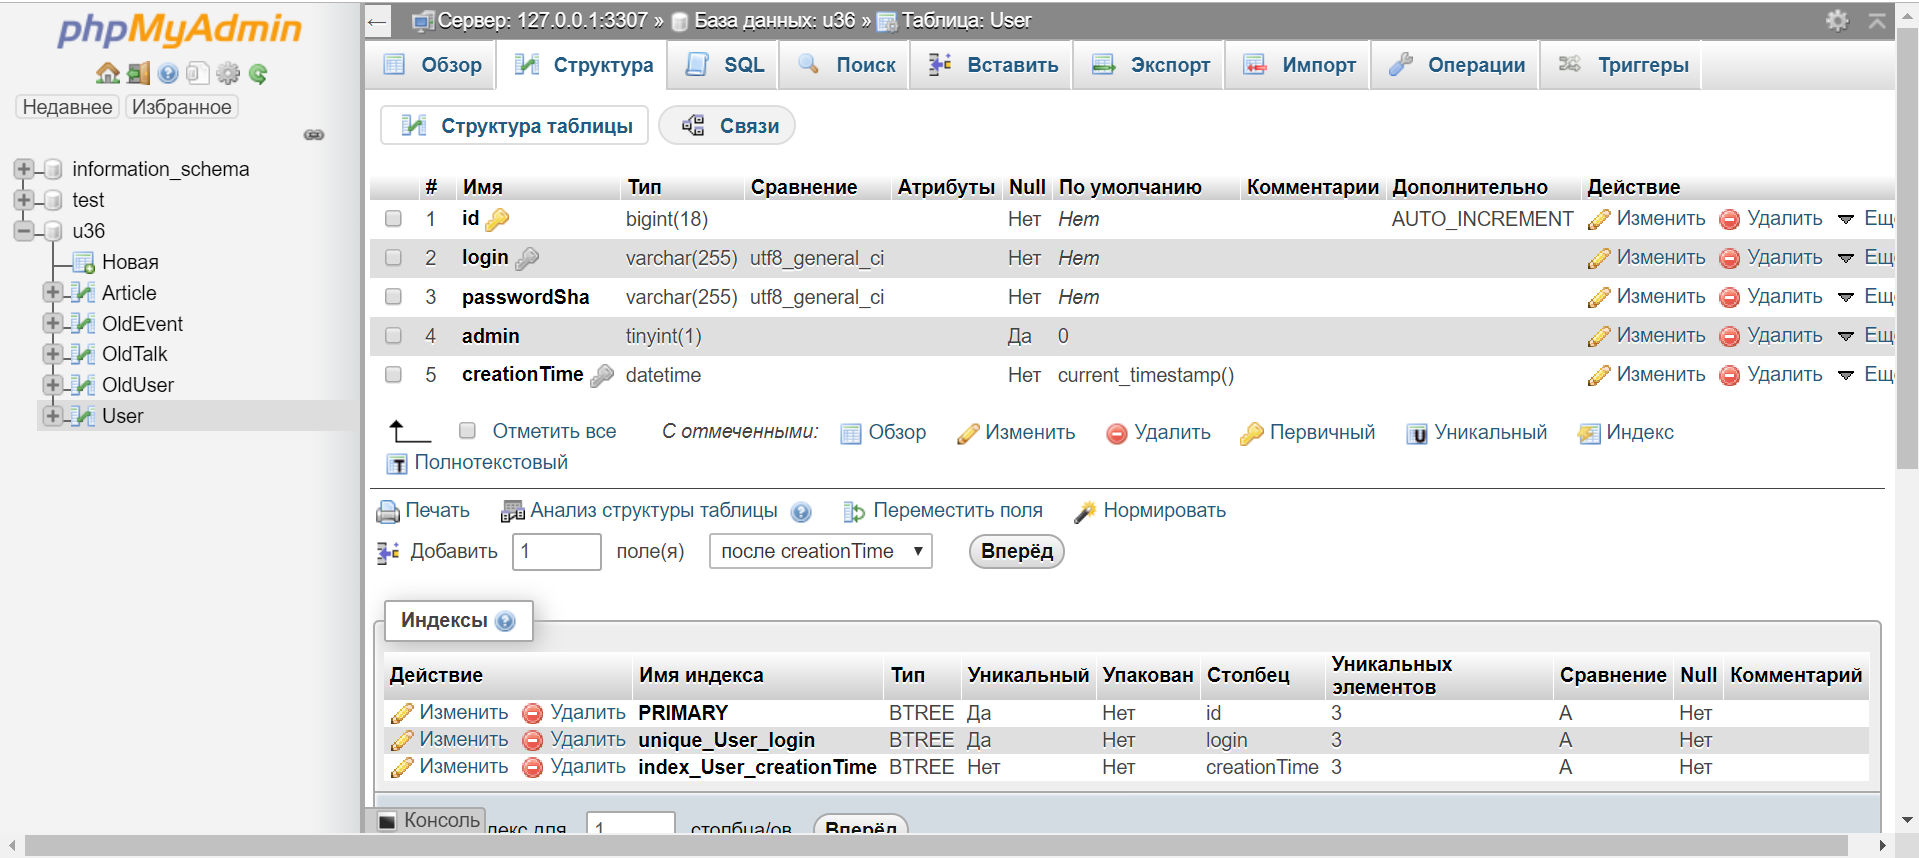 phpMyAdmin
Недавнее Избранное
information_schema
test
u36
Новая
Article
OldEvent
OldTalk
OldUser
User
← Сервер: 127.0.0.1:3307 » База данных: u36 » Таблица: User
Обзор Структура SQL Поиск Вставить Экспорт Импорт Операции Триггеры
Структура таблицы Связи
# Имя Тип Сравнение Атрибуты Null По умолчанию Комментарии Дополнительно Действие
1 id bigint(18) Нет Нет AUTO_INCREMENT Изменить Удалить Ещ
2 login varchar(255) utf8_general_ci Нет Нет Изменить Удалить Ещ
3 passwordSha varchar(255) utf8_general_ci Нет Нет Изменить Удалить Ещ
4 admin tinyint(1) Да 0 Изменить Удалить Ещ
5 creationTime datetime Нет current_timestamp() Изменить Удалить Ещ
Отметить все С отмеченными: Обзор Изменить Удалить Первичный Уникальный Индекс
Полнотекстовый
Печать Анализ структуры таблицы Переместить поля Нормировать
Добавить 1 поле(я) после creationTime Вперёд
Индексы
Действие Имя индекса Тип Уникальный Упакован Столбец Уникальных элементов Сравнение Null Комментарий
Изменить Удалить PRIMARY BTREE Да Нет id 3 A Нет
Изменить Удалить unique_User_login BTREE Да Нет login 3 A Нет
Изменить Удалить index_User_creationTime BTREE Нет Нет creationTime 3 A Нет
Консоль для 1 столбца/ов Вперёд